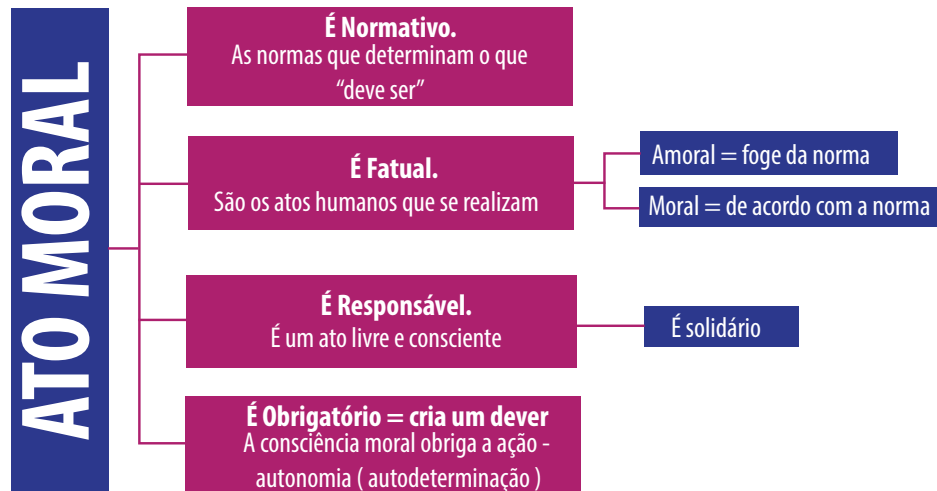 ATO MORAL
É Normativo.
As normas que determinam o que
“deve ser”
É Fatual.
São os atos humanos que se realizam
Amoral = foge da norma
Moral = de acordo com a norma
É Responsável.
É um ato livre e consciente
É solidário
É Obrigatório = cria um dever
A consciência moral obriga a ação -
autonomia ( autodeterminação )